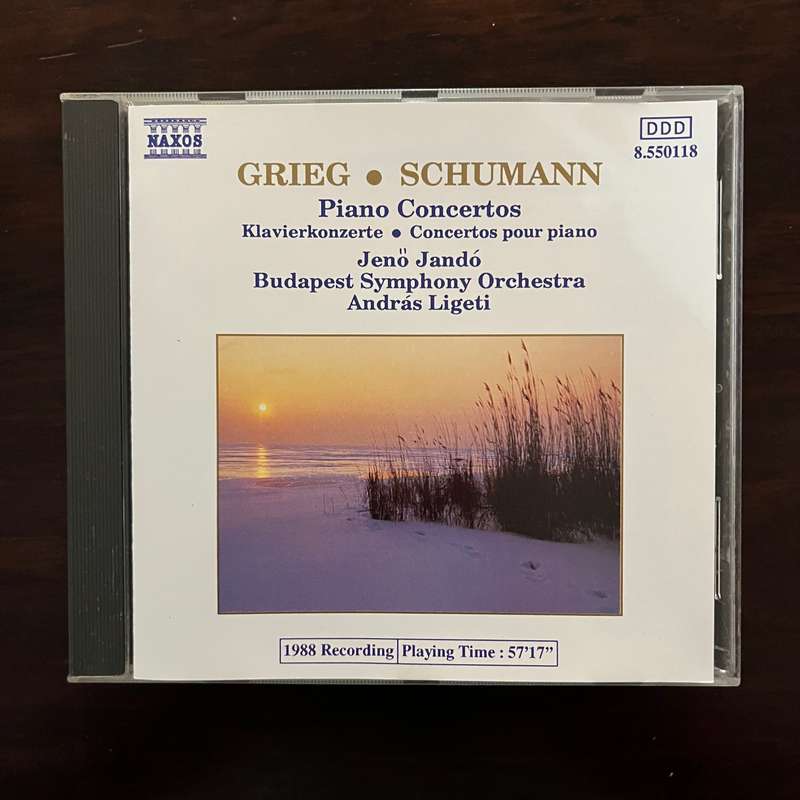 NAXOS
DDD
8.550118
GRIEG • SCHUMANN
Piano Concertos
Klavierkonzerte • Concertos pour piano
Jenö Jandó
Budapest Symphony Orchestra
András Ligeti
1988 Recording Playing Time : 57'17"